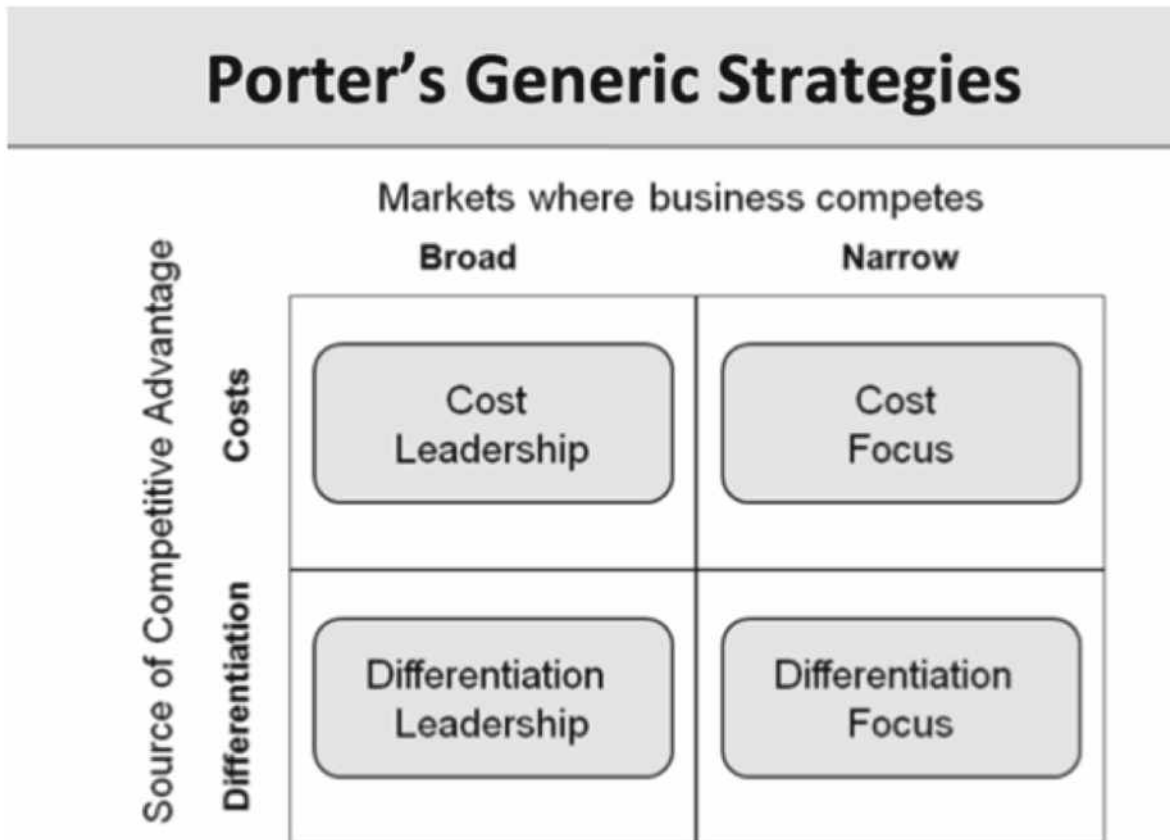 Porter's Generic Strategies
Markets where business competes
Broad
Narrow
Source of Competitive Advantage
Costs
Cost
Leadership
Cost
Focus
Differentiation
Differentiation
Leadership
Differentiation
Focus